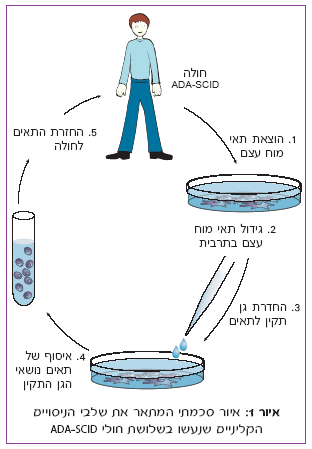 חולה
ADA-SCID
1. הוצאת תאי
מוח עצם
2. גידול תאי מוח
עצם בתרבית
3. החדרת גן
תקין לתאים
4. איסוף של
תאים נושאי
הגן התקין
5. החזרת התאים
לחולה
איור 1: איור סכמתי המתאר את שלבי הניסויים
הקליניים שנעשו בשלושת חולי ADA-SCID